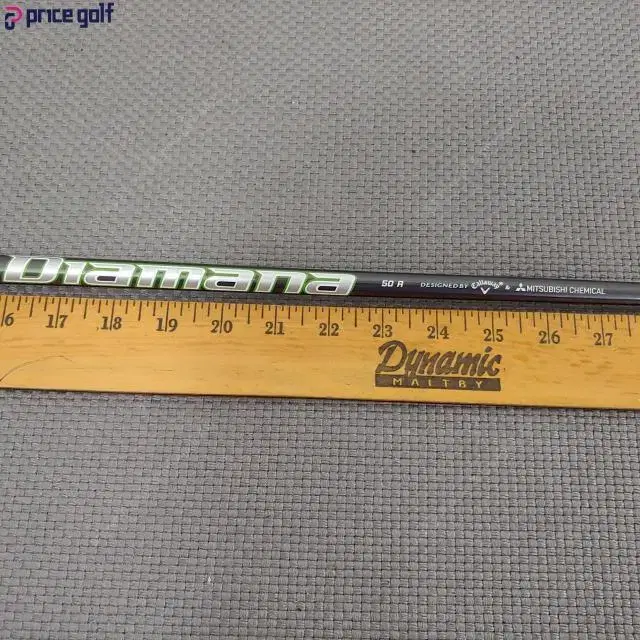 price golf
Diamana 50 R DESIGNED BY Callaway® & MITSUBISHI CHEMICAL
6 17 18 19 20 21 22 23 24 25 26 27
Dynamic
MALTBY